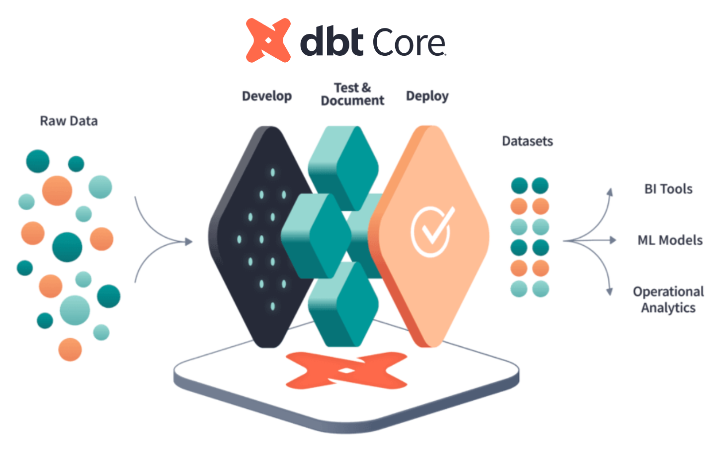 dbt Core
Develop
Test &
Document
Deploy
Raw Data
Datasets
BI Tools
ML Models
Operational
Analytics